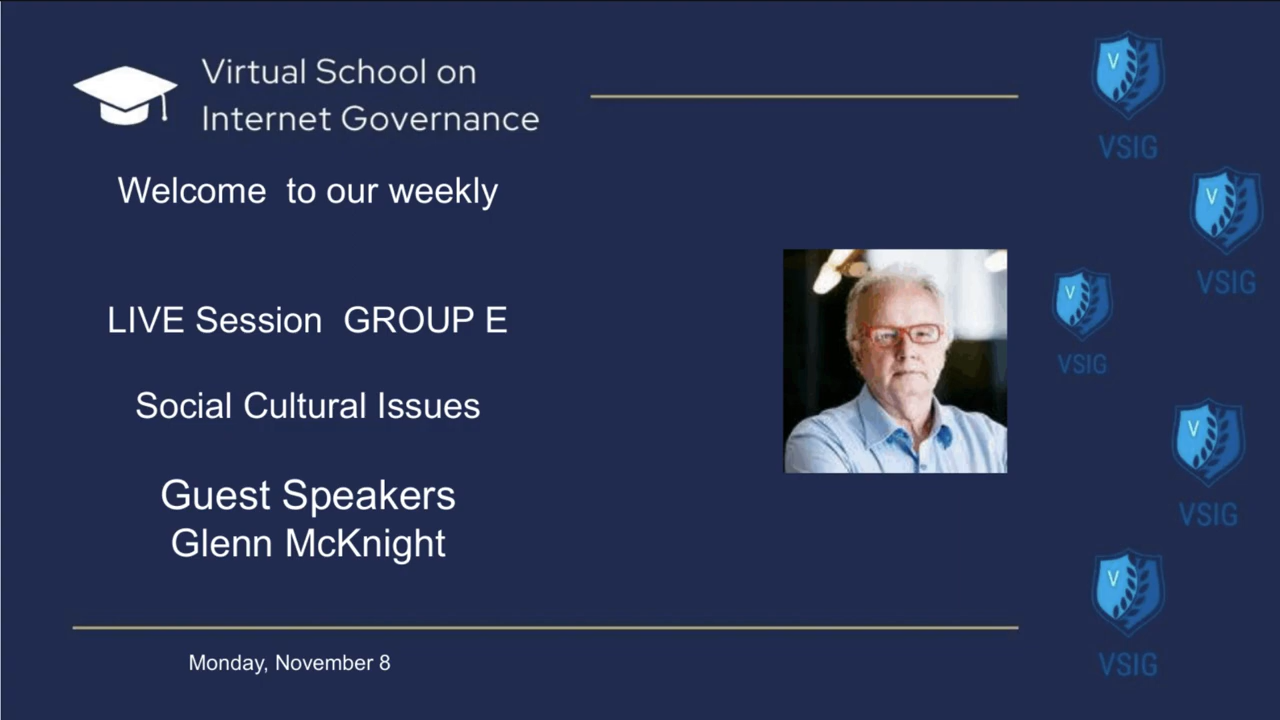 Virtual School on
Internet Governance
Welcome  to our weekly
LIVE Session  GROUP E
Social Cultural Issues
Guest Speakers
Glenn McKnight
Monday, November 8
V
VSIG
V
VSIG
V
VSIG
V
VSIG
V
VSIG